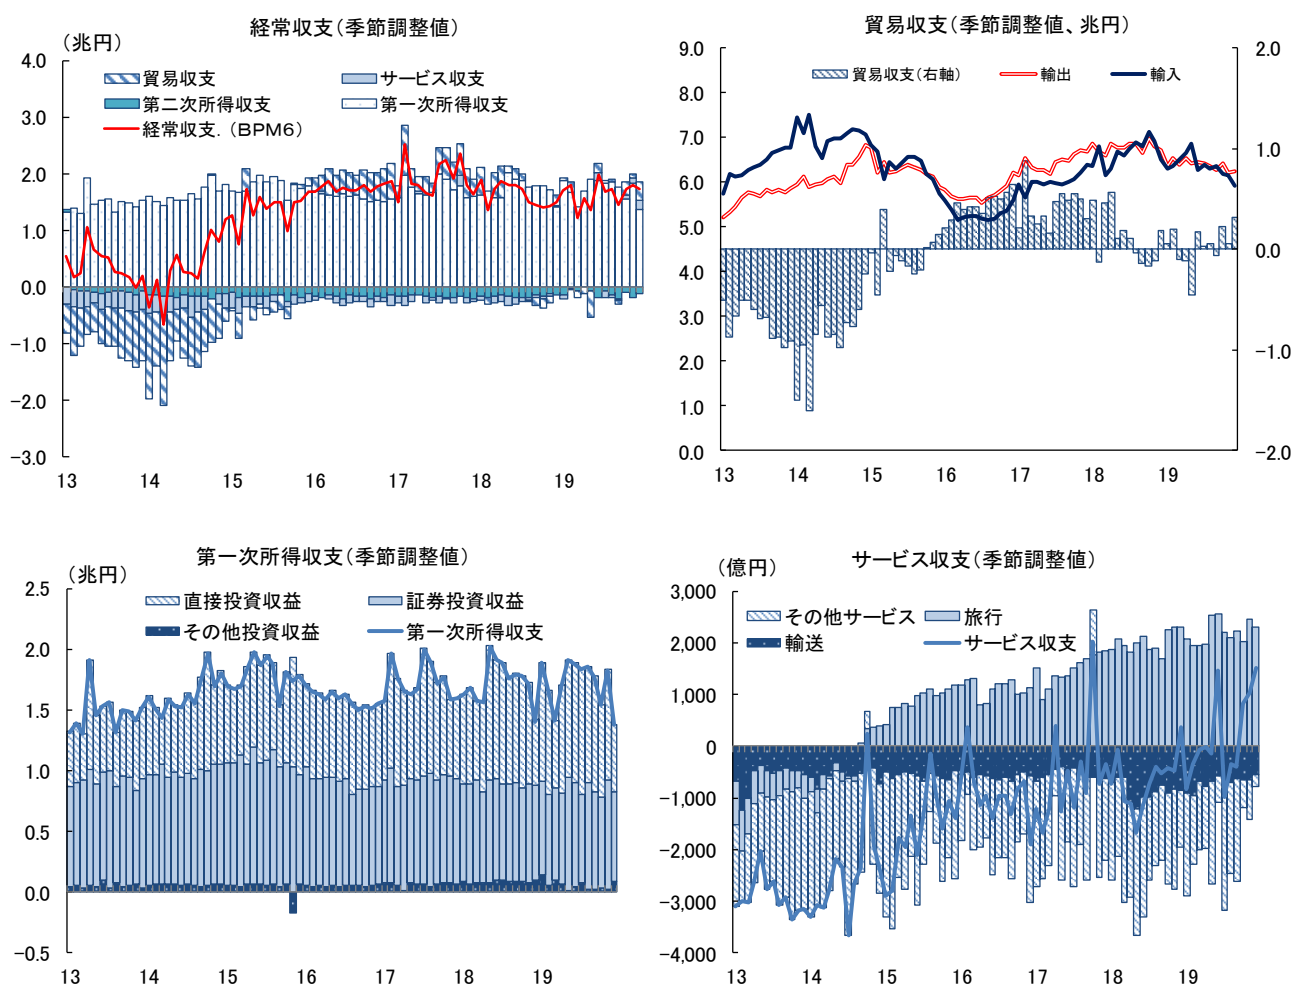 経常収支（季節調整値）
（兆円）
貿易収支
サービス収支
第二次所得収支
第一次所得収支
経常収支．（ＢＰＭ６）
4.0
3.0
2.0
1.0
0.0
−1.0
−2.0
−3.0
13 14 15 16 17 18 19
貿易収支（季節調整値、兆円）
貿易収支（右軸）
輸出
輸入
9.0
8.0
7.0
6.0
5.0
4.0
3.0
2.0
1.0
0.0
2.0
1.0
0.0
−1.0
−2.0
13 14 15 16 17 18 19
第一次所得収支（季節調整値）
（兆円）
直接投資収益
証券投資収益
その他投資収益
第一次所得収支
2.5
2.0
1.5
1.0
0.5
0.0
−0.5
13 14 15 16 17 18 19
サービス収支（季節調整値）
（億円）
その他サービス
旅行
輸送
サービス収支
3,000
2,000
1,000
0
−1,000
−2,000
−3,000
−4,000
13 14 15 16 17 18 19